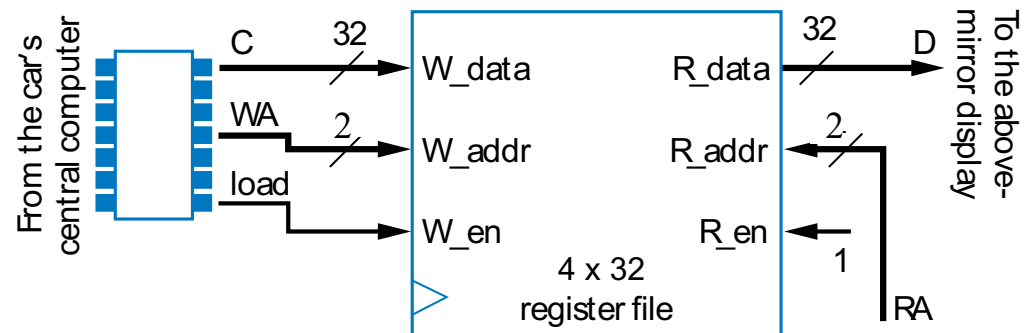 From the car's
central computer
C
32
WA
2
load
W_data
W_addr
W_en
R_data
R_addr
R_en
4 x 32
register file
32
D
2
1
RA
To the above-
mirror display